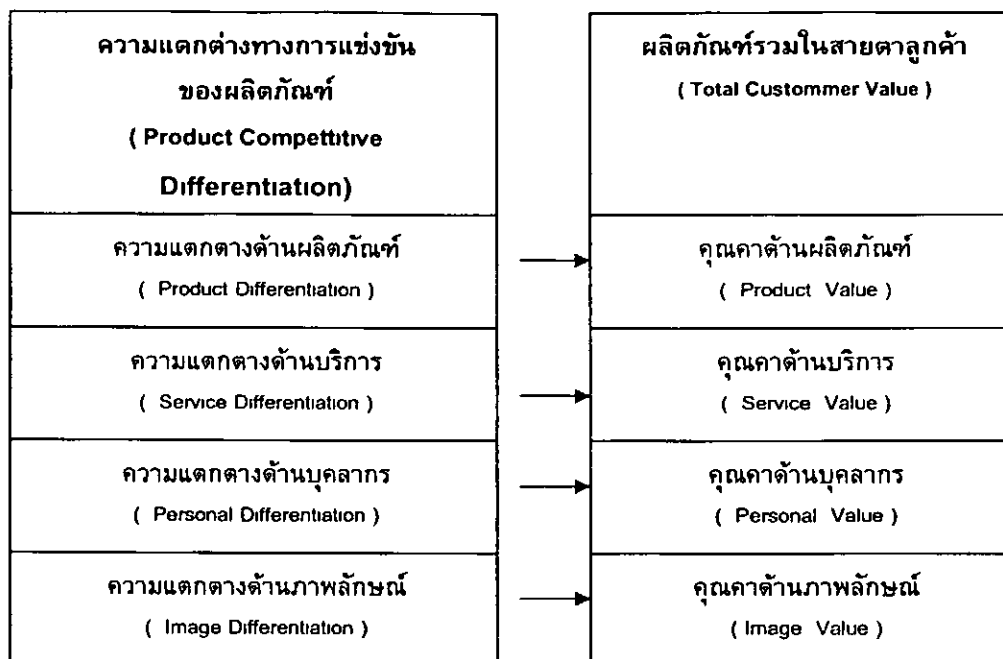 ความแตกต่างทางการแข่งขัน
ของผลิตภัณฑ์
( Product Compettitive
Differentiation)
ผลิตภัณฑ์รวมในสายตาลูกค้า
( Total Custommer Value )
ความแตกตางด้านผลิตภัณฑ์
( Product Differentiation )
คุณคาด้านผลิตภัณฑ์
( Product Value )
ความแตกตางด้านบริการ
( Service Differentiation )
คุณคาด้านบริการ
( Service Value )
ความแตกตางด้านบุคลากร
( Personal Differentiation )
คุณคาด้านบุคลากร
( Personal Value )
ความแตกตางด้านภาพลักษณ์
( Image Differentiation )
คุณคาด้านภาพลักษณ์
( Image Value )